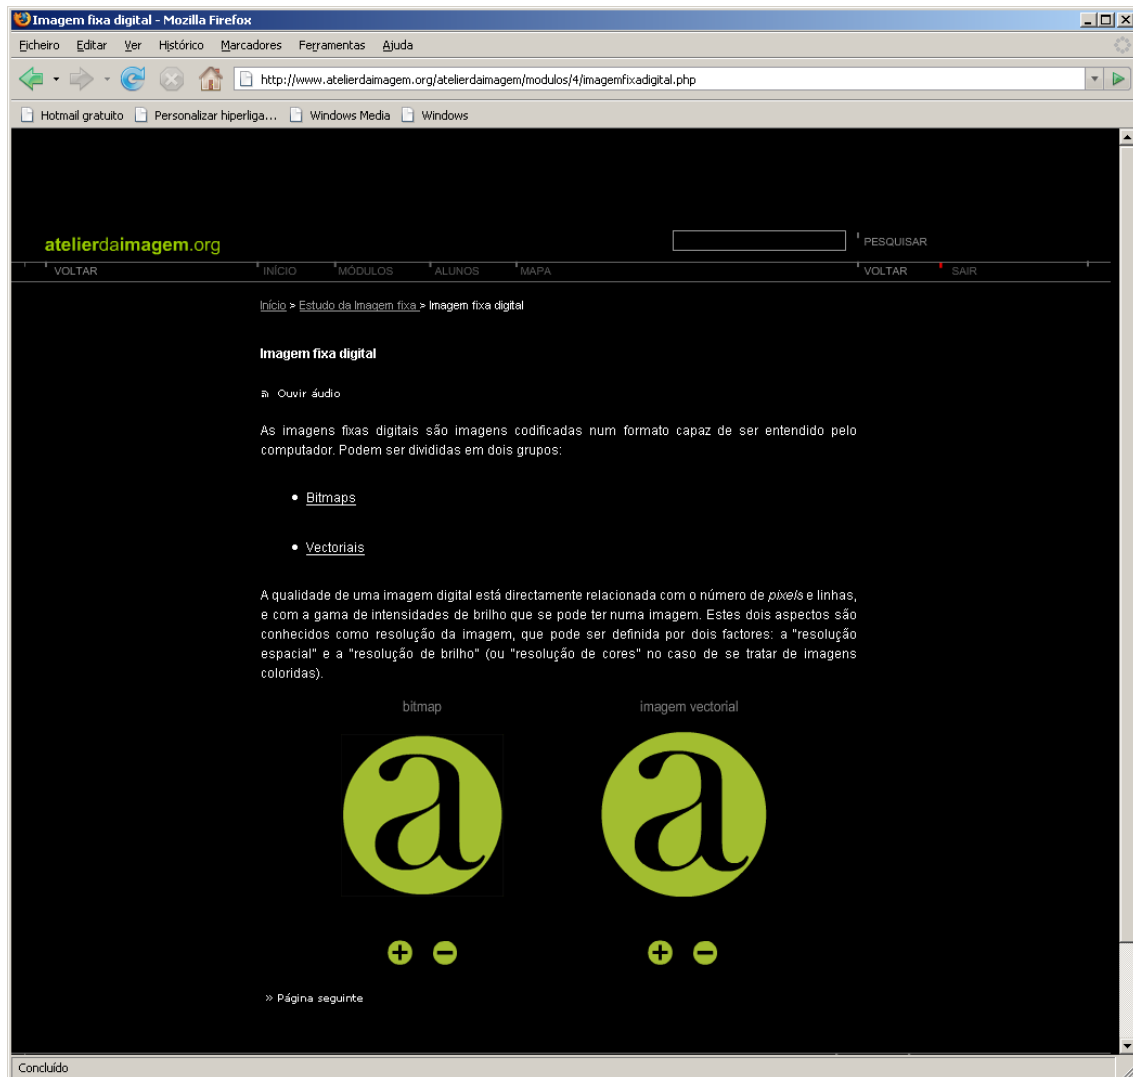 Imagem fixa digital - Mozilla Firefox
Ficheiro Editar Ver Histórico Marcadores Ferramentas Ajuda
http://www.atelierdaimagem.org/atelierdaimagem/modulos/4/imagemfixadigital.php
Hotmail gratuito Personalizar hiperliga... Windows Media Windows
atelierdaimagem.org PESQUISAR
VOLTAR INÍCIO MÓDULOS ALUNOS MAPA VOLTAR SAIR
Início > Estudo da Imagem fixa > Imagem fixa digital
Imagem fixa digital
Ouvir áudio
As imagens fixas digitais são imagens codificadas num formato capaz de ser entendido pelo
computador. Podem ser divididas em dois grupos:
• Bitmaps
• Vectoriais
A qualidade de uma imagem digital está directamente relacionada com o número de pixels e linhas,
e com a gama de intensidades de brilho que se pode ter numa imagem. Estes dois aspectos são
conhecidos como resolução da imagem, que pode ser definida por dois factores: a "resolução
espacial" e a "resolução de brilho" (ou "resolução de cores" no caso de se tratar de imagens
coloridas).
bitmap imagem vectorial
a a
+ − + −
» Página seguinte
Concluído